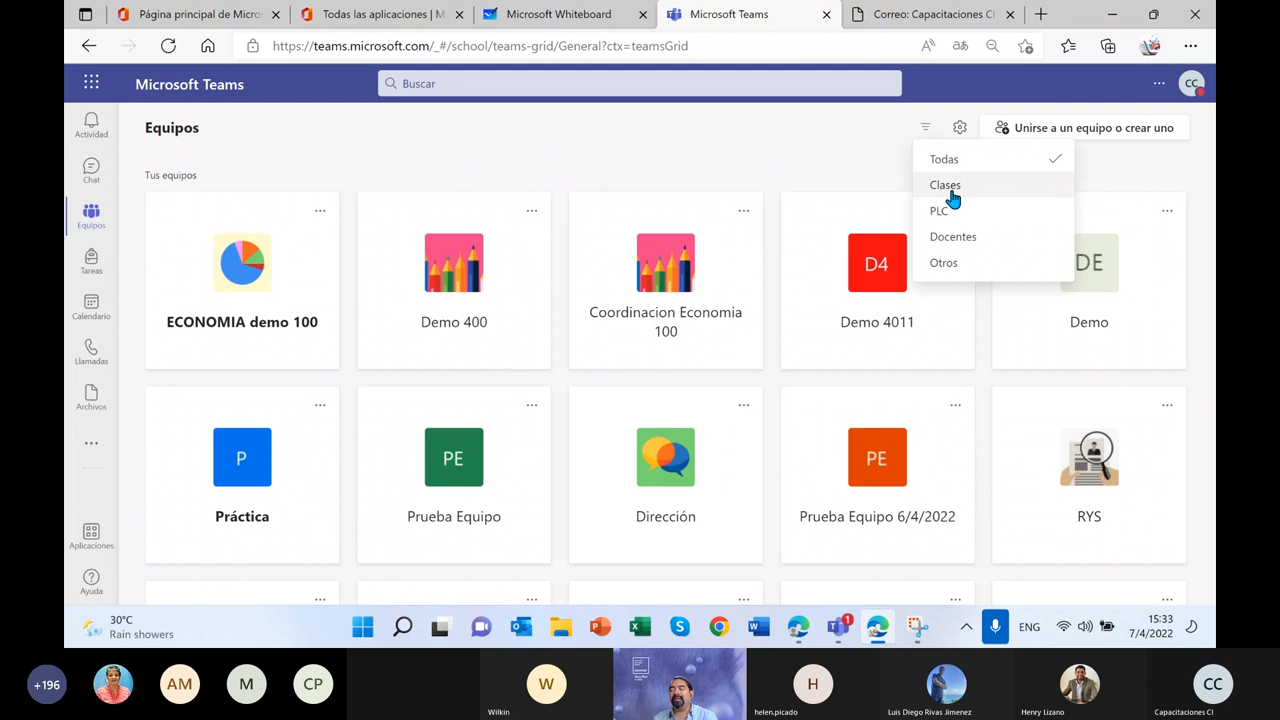 Página principal de Micros
Todas las aplicaciones | M
Microsoft Whiteboard
Microsoft Teams
Correo: Capacitaciones CI
https://teams.microsoft.com/_#/school/teams-grid/General?ctx=teamsGrid
Microsoft Teams
Buscar
CC
Actividad
Chat
Equipos
Tareas
Calendario
Llamadas
Archivos
Aplicaciones
Ayuda
Equipos
Unirse a un equipo o crear uno
Todas
Clases
PLC
Docentes
Otros
Tus equipos
ECONOMIA demo 100
Demo 400
Coordinacion Economia
100
D4
Demo 4011
DE
Demo
P
Práctica
PE
Prueba Equipo
Dirección
PE
Prueba Equipo 6/4/2022
RYS
30°C
Rain showers
1
ENG
15:33
7/4/2022
+196
AM
M
CP
W
Wilkin
H
helen.picado
Luis Diego Rivas Jimenez
Henry Lizano
CC
Capacitaciones CI